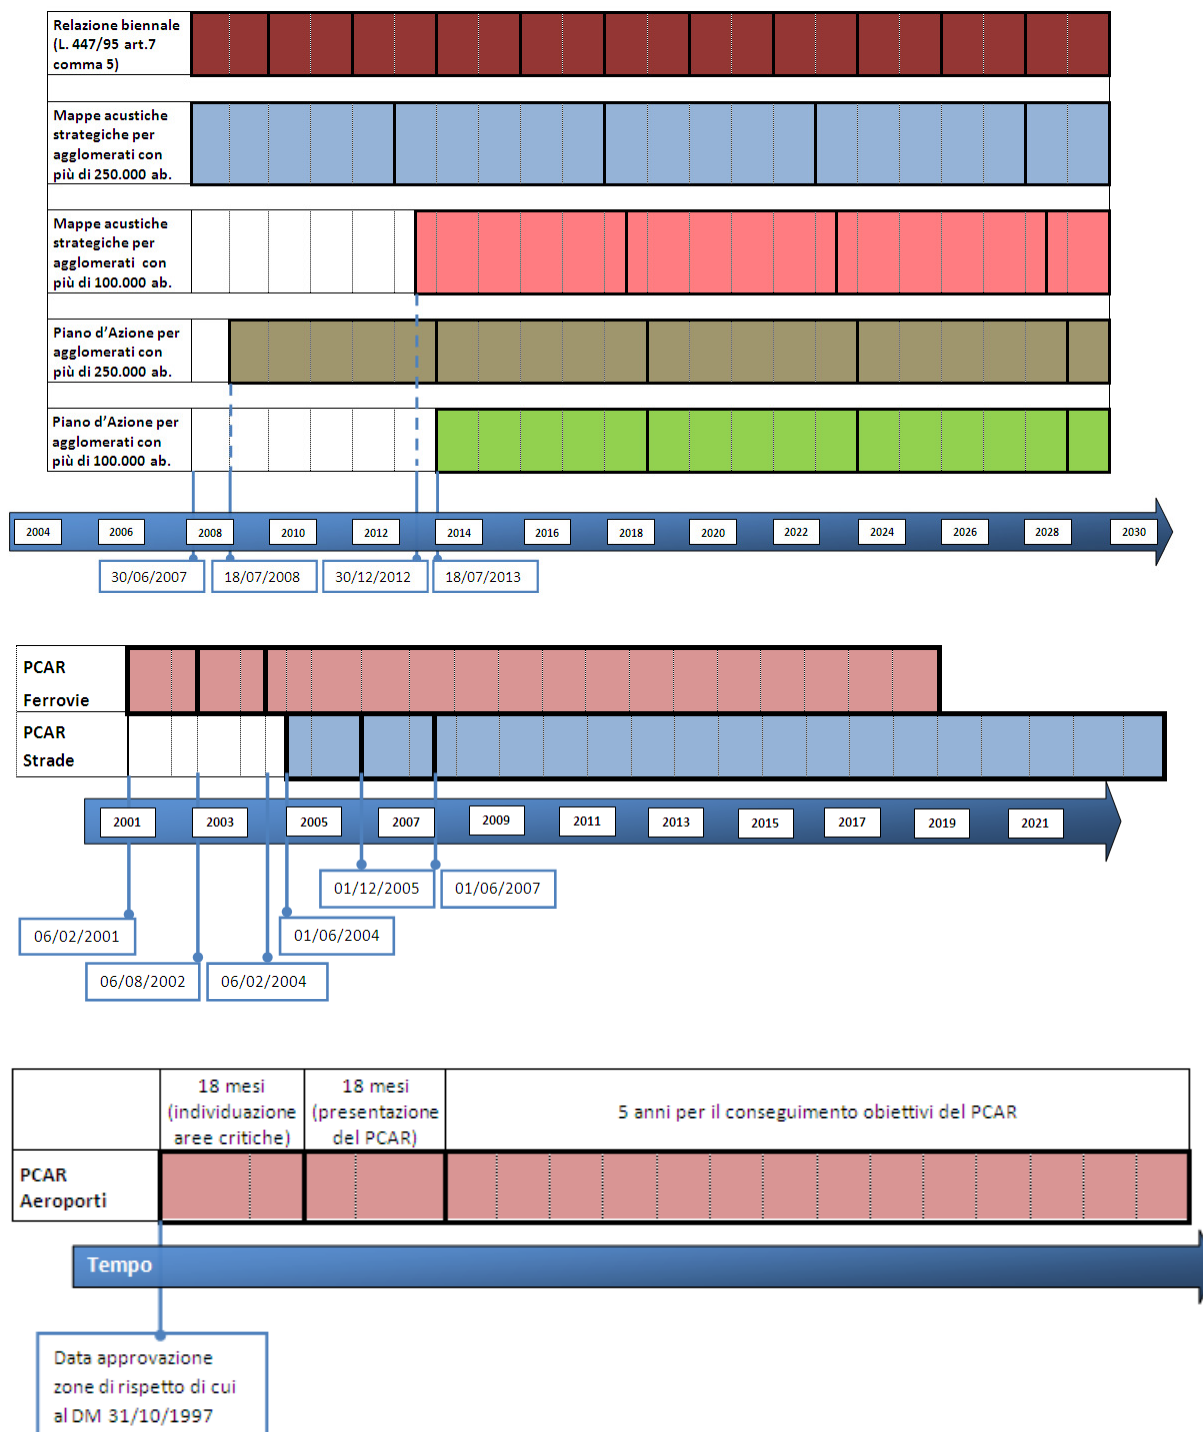 Relazione biennale
(L. 447/95 art.7
comma 5)
Mappe acustiche
strategiche per
agglomerati con
più di 250.000 ab.
Mappe acustiche
strategiche per
agglomerati con
più di 100.000 ab.
Piano d'Azione per
agglomerati con
più di 250.000 ab.
Piano d'Azione per
agglomerati con
più di 100.000 ab.
2004 2006 2008 2010 2012 2014 2016 2018 2020 2022 2024 2026 2028 2030
30/06/2007 18/07/2008 30/12/2012 18/07/2013
PCAR
Ferrovie
PCAR
Strade
2001 2003 2005 2007 2009 2011 2013 2015 2017 2019 2021
01/12/2005 01/06/2007
06/02/2001 01/06/2004
06/08/2002 06/02/2004
18 mesi
(individuazione
aree critiche)
18 mesi
(presentazione
del PCAR)
5 anni per il conseguimento obiettivi del PCAR
PCAR
Aeroporti
Tempo
Data approvazione
zone di rispetto di cui
al DM 31/10/1997